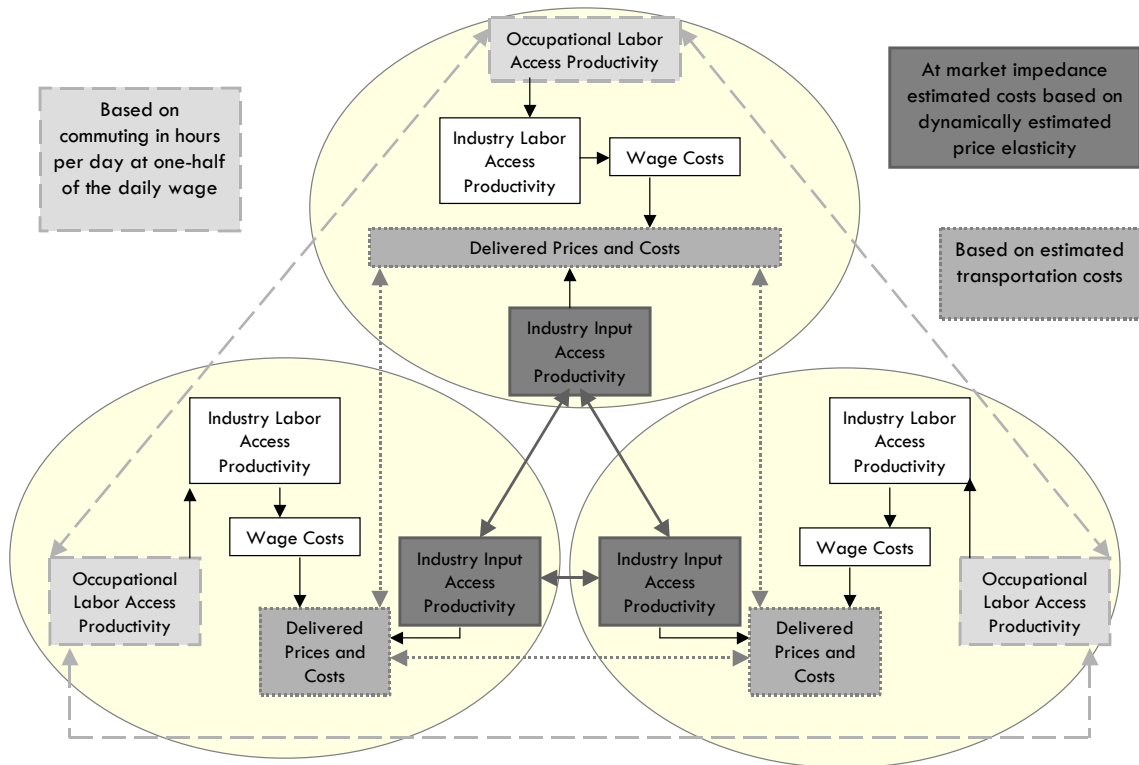 Occupational Labor
Access Productivity
Based on
commuting in hours
per day at one-half
of the daily wage
At market impedance
estimated costs based on
dynamically estimated
price elasticity
Industry Labor
Access
Productivity
Wage Costs
Delivered Prices and Costs
Based on estimated
transportation costs
Industry Input
Access
Productivity
Industry Labor
Access
Productivity
Wage Costs
Occupational
Labor Access
Productivity
Delivered
Prices and
Costs
Industry Input
Access
Productivity
Industry Input
Access
Productivity
Industry Labor
Access
Productivity
Wage Costs
Delivered
Prices and
Costs
Occupational
Labor Access
Productivity